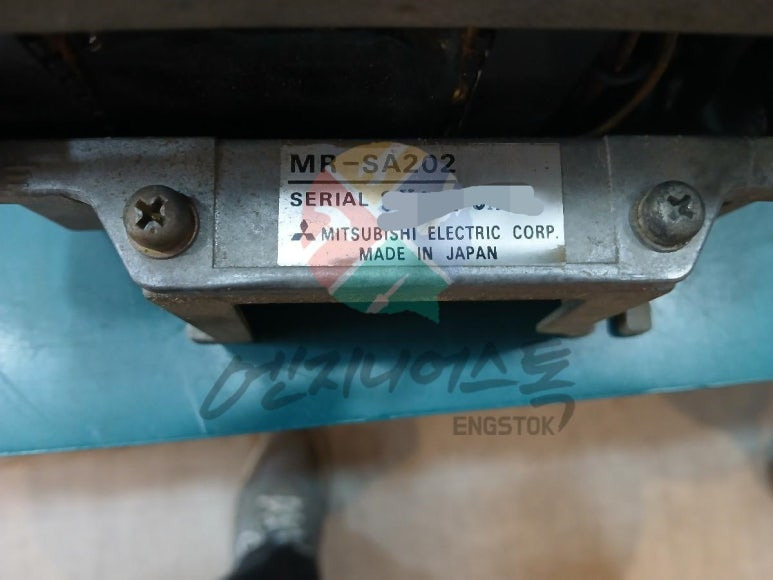 MR-SA202
SERIAL
MITSUBISHI ELECTRIC CORP.
MADE IN JAPAN
엔지니어스톡
ENGSTOK